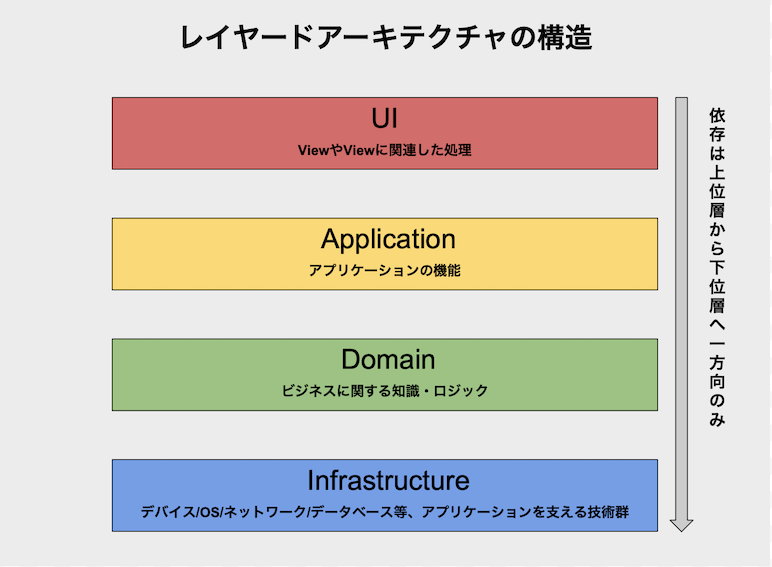 レイヤードアーキテクチャの構造
UI
ViewやViewに関連した処理
Application
アプリケーションの機能
Domain
ビジネスに関する知識・ロジック
Infrastructure
デバイス/OS/ネットワーク/データベース等、アプリケーションを支える技術群
依存は上位層から下位層へ一方向のみ